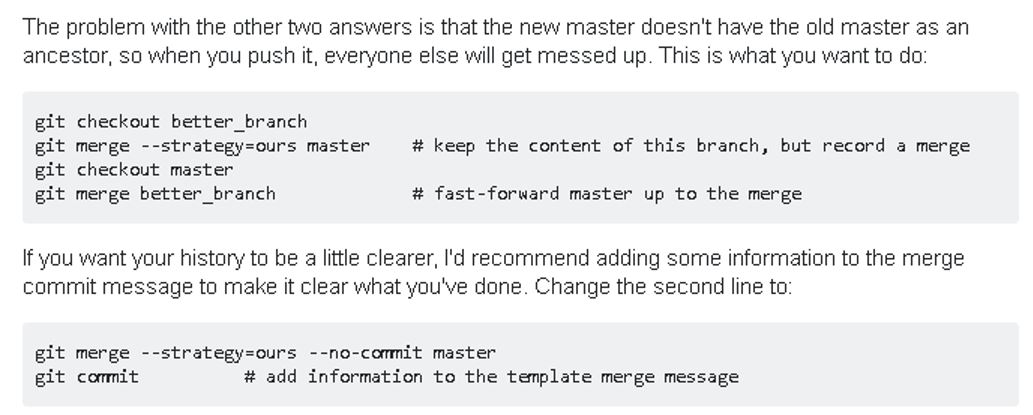 The problem with the other two answers is that the new master doesn't have the old master as an
ancestor, so when you push it, everyone else will get messed up. This is what you want to do:
git checkout better_branch
git merge --strategy=ours master    # keep the content of this branch, but record a merge
git checkout master
git merge better_branch             # fast-forward master up to the merge
If you want your history to be a little clearer, I'd recommend adding some information to the merge
commit message to make it clear what you've done. Change the second line to:
git merge --strategy=ours --no-commit master
git commit          # add information to the template merge message